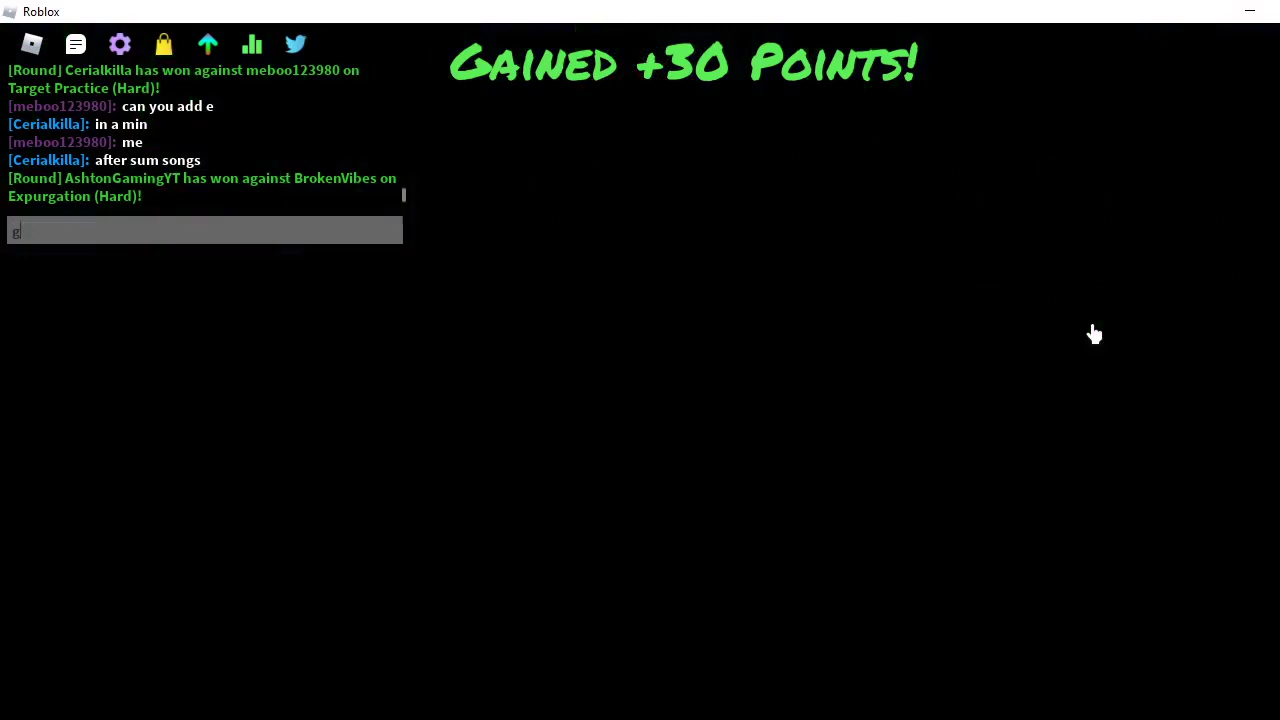 Roblox
Gained +30 Points!
[Round] Cerialkilla has won against meboo123980 on
Target Practice (Hard)!
[meboo123980]: can you add e
[Cerialkilla]: in a min
[meboo123980]: me
[Cerialkilla]: after sum songs
[Round] AshtonGamingYT has won against BrokenVibes on
Expurgation (Hard)!
g